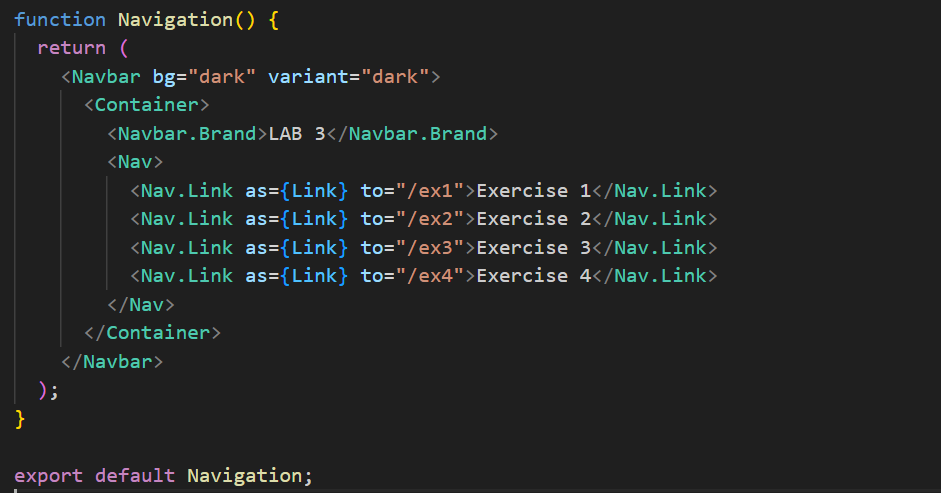 function Navigation() {
  return (
    <Navbar bg="dark" variant="dark">
      <Container>
        <Navbar.Brand>LAB 3</Navbar.Brand>
        <Nav>
          <Nav.Link as={Link} to="/ex1">Exercise 1</Nav.Link>
          <Nav.Link as={Link} to="/ex2">Exercise 2</Nav.Link>
          <Nav.Link as={Link} to="/ex3">Exercise 3</Nav.Link>
          <Nav.Link as={Link} to="/ex4">Exercise 4</Nav.Link>
        </Nav>
      </Container>
    </Navbar>
  );
}

export default Navigation;